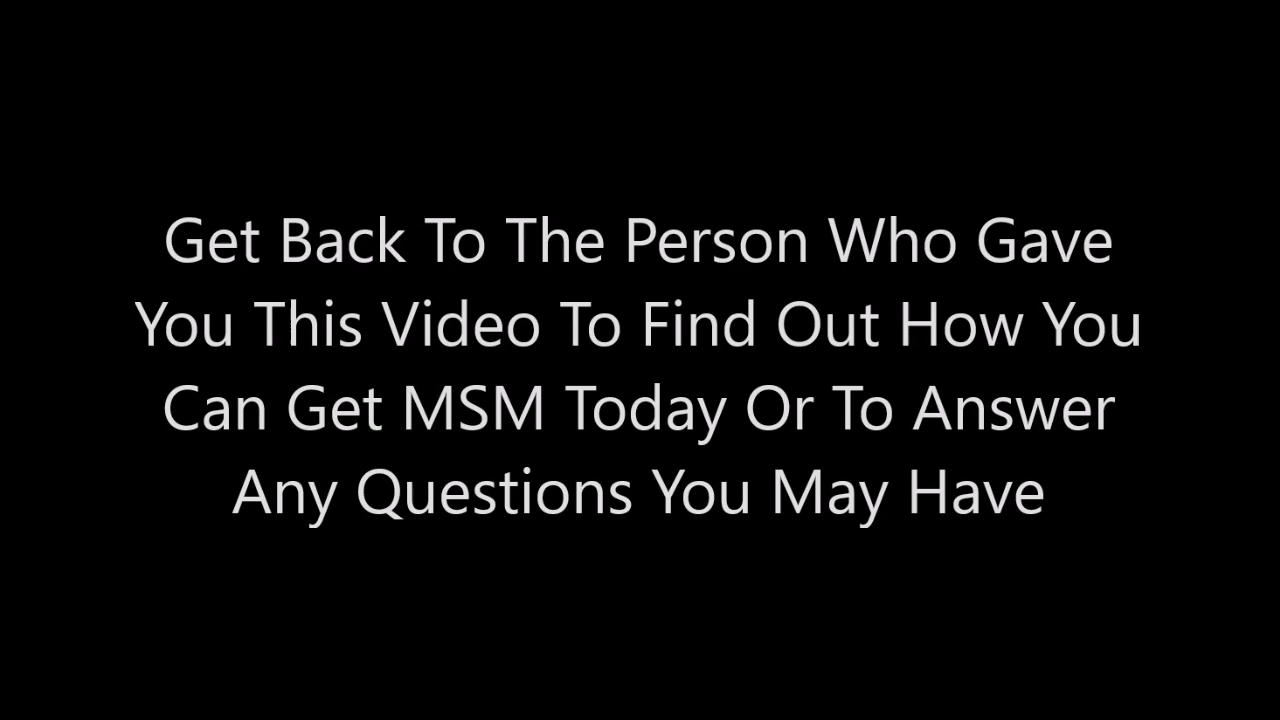 Get Back To The Person Who Gave
You This Video To Find Out How You
Can Get MSM Today Or To Answer
Any Questions You May Have